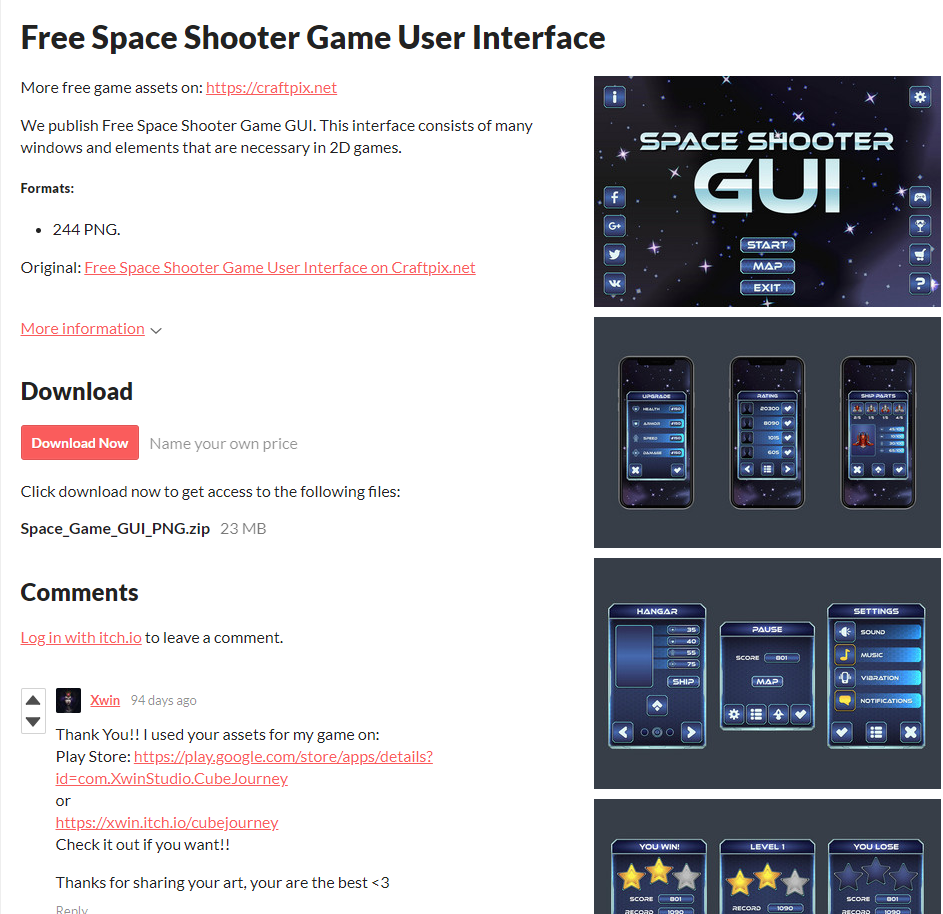 Free Space Shooter Game User Interface
More free game assets on: https://craftpix.net
We publish Free Space Shooter Game GUI. This interface consists of many
windows and elements that are necessary in 2D games.
Formats:
244 PNG.
Original: Free Space Shooter Game User Interface on Craftpix.net
More information
Download
Download Now Name your own price
Click download now to get access to the following files:
Space_Game_GUI_PNG.zip 23 MB
Comments
Log in with itch.io to leave a comment.
Xwin 94 days ago
Thank You!! I used your assets for my game on:
Play Store: https://play.google.com/store/apps/details?
id=com.XwinStudio.CubeJourney
or
https://xwin.itch.io/cubejourney
Check it out if you want!!
Thanks for sharing your art, your are the best <3
Reply
SPACE SHOOTER
GUI
START
MAP
EXIT
UPGRADE
HEALTH
ARMOR
SPEED
DAMAGE
RATING
20300
8090
1015
605
SHIP PARTS
HANGAR
35
40
55
75
SHIP
PAUSE
SCORE 801
MAP
SETTINGS
SOUND
MUSIC
VIBRATION
NOTIFICATIONS
YOU WIN!
SCORE 801
RECORD 1090
LEVEL 1
RECORD 1090
YOU LOSE
SCORE 801
RECORD 1090